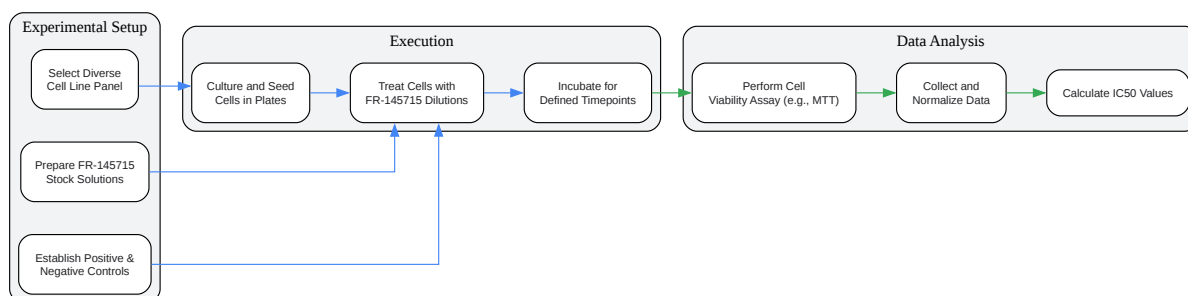 Experimental Setup
Select Diverse
Cell Line Panel
Prepare FR-145715
Stock Solutions
Establish Positive &
Negative Controls
Execution
Culture and Seed
Cells in Plates
Treat Cells with
FR-145715 Dilutions
Incubate for
Defined Timepoints
Data Analysis
Perform Cell
Viability Assay (e.g., MTT)
Collect and
Normalize Data
Calculate IC50 Values